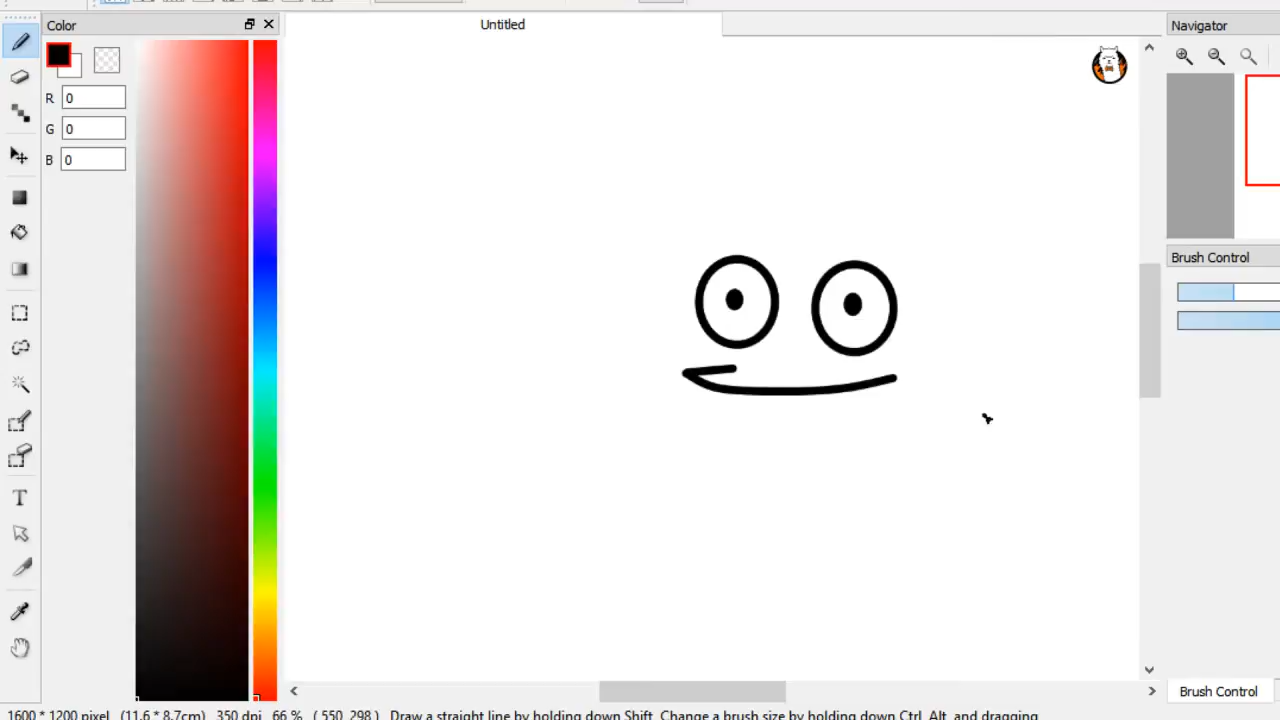 Color
Untitled
Navigator
R 0
G 0
B 0
T
Brush Control
Brush Control
1600 * 1200 pixel (11.6 * 8.7cm) 350 dpi 66 % ( 550, 298 ) Draw a straight line by holding down Shift, Change a brush size by holding down Ctrl, Alt, and dragging